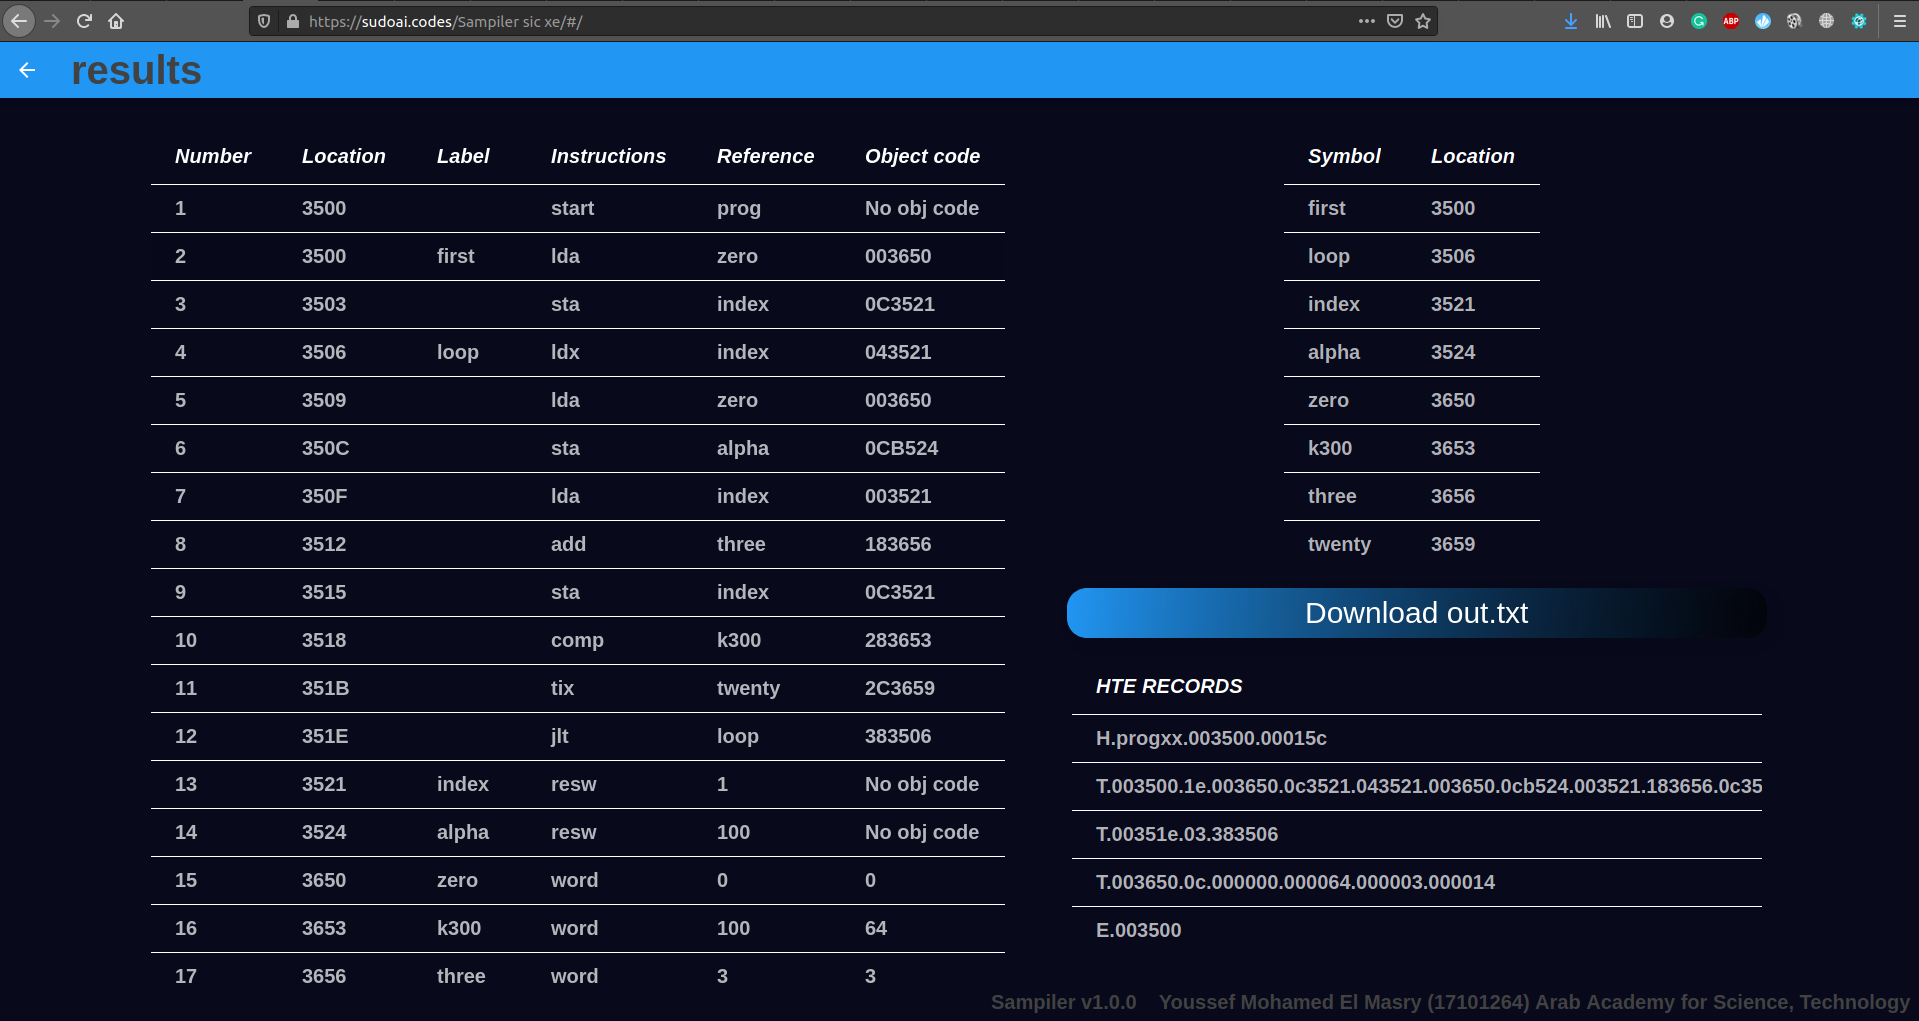 https://sudoai.codes/Sampiler sic xe/#/
ABP
results
Number Location Label Instructions Reference Object code
1 3500 start prog No obj code
2 3500 first lda zero 003650
3 3503 sta index 0C3521
4 3506 loop ldx index 043521
5 3509 lda zero 003650
6 350C sta alpha 0CB524
7 350F lda index 003521
8 3512 add three 183656
9 3515 sta index 0C3521
10 3518 comp k300 283653
11 351B tix twenty 2C3659
12 351E jlt loop 383506
13 3521 index resw 1 No obj code
14 3524 alpha resw 100 No obj code
15 3650 zero word 0 0
16 3653 k300 word 100 64
17 3656 three word 3 3
Symbol Location
first 3500
loop 3506
index 3521
alpha 3524
zero 3650
k300 3653
three 3656
twenty 3659
Download out.txt
HTE RECORDS
H.progxx.003500.00015c
T.003500.1e.003650.0c3521.043521.003650.0cb524.003521.183656.0c35
T.00351e.03.383506
T.003650.0c.000000.000064.000003.000014
E.003500
Sampiler v1.0.0 Youssef Mohamed El Masry (17101264) Arab Academy for Science, Technology